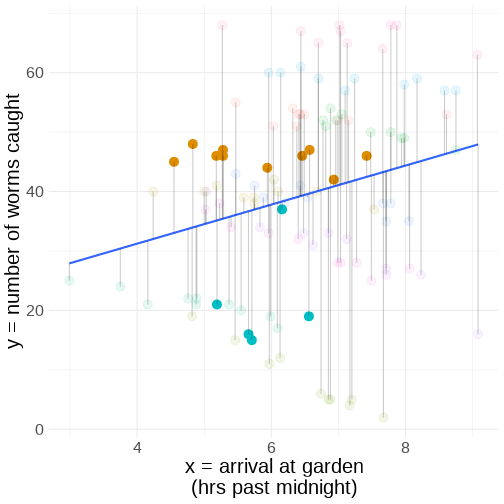 y = number of worms caught
60
40
20
0
4 6 8
x = arrival at garden
(hrs past midnight)